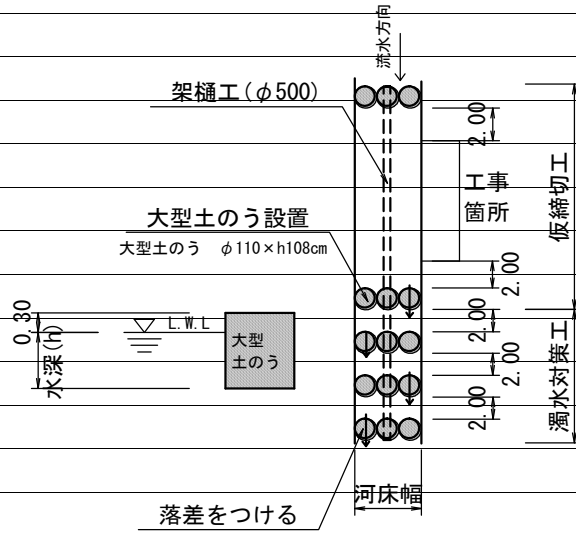 流水方向
架樋工(φ500)
2.00
工事
箇所
仮締切工
大型土のう設置
大型土のう φ110×h108cm
2.00
0.30
L.W.L
水深(h)
大型
土のう
2.00
2.00
2.00
濁水対策工
河床幅
落差をつける